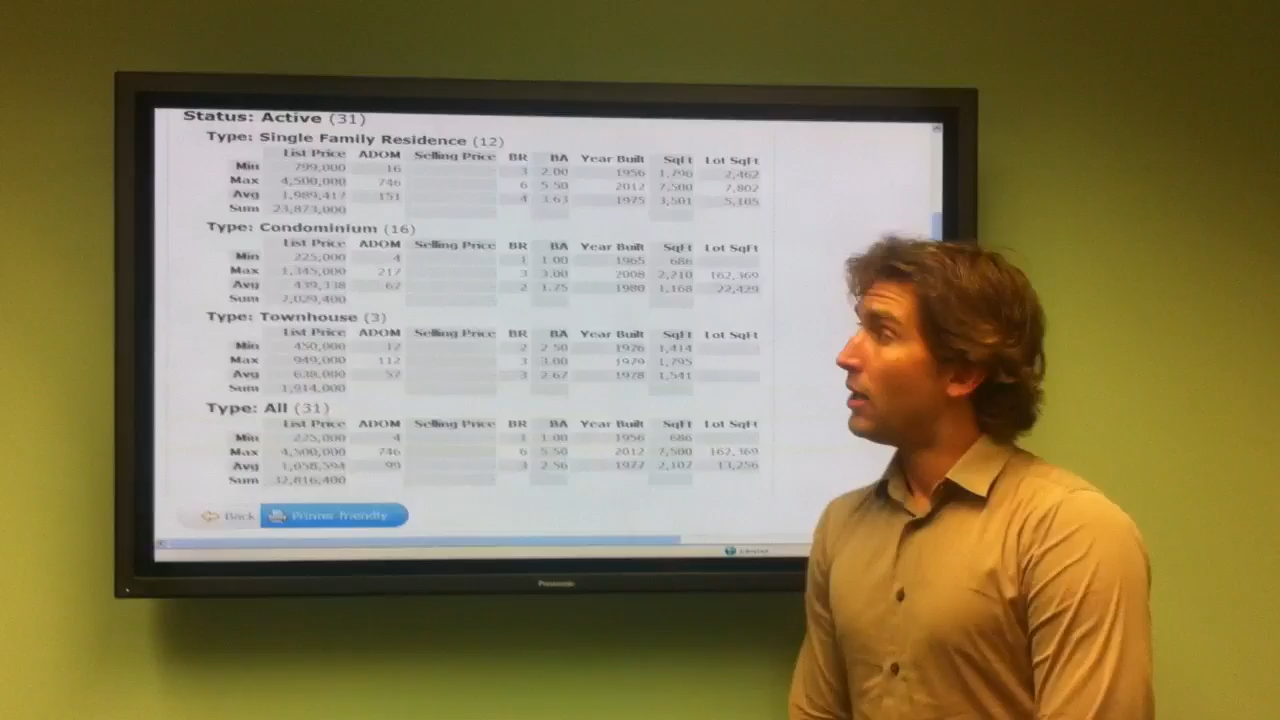 Status: Active (31)
Type: Single Family Residence (12)
List Price ADOM Selling Price BR BA Year Built SqFt Lot SqFt
Min 799,000 16 3 2.00 1956 1,796 2,462
Max 4,500,000 746 6 5.50 2012 7,500 7,802
Avg 1,989,417 151 4 3.63 1975 3,501 5,105
Sum 23,873,000
Type: Condominium (16)
List Price ADOM Selling Price BR BA Year Built SqFt Lot SqFt
Min 225,000 4 1 1.00 1965 686
Max 1,345,000 217 3 3.00 2008 2,210 162,369
Avg 439,338 62 2 1.75 1980 1,168 22,429
Sum 7,029,400
Type: Townhouse (3)
List Price ADOM Selling Price BR BA Year Built SqFt Lot SqFt
Min 450,000 12 2 2.50 1976 1,414
Max 949,000 112 3 3.00 1979 1,795
Avg 638,000 52 3 2.67 1978 1,541
Sum 1,914,000
Type: All (31)
List Price ADOM Selling Price BR BA Year Built SqFt Lot SqFt
Min 225,000 4 1 1.00 1956 686
Max 4,500,000 746 6 5.50 2012 7,500 162,369
Avg 1,058,594 99 3 2.56 1977 2,107 13,256
Sum 32,816,400
Back Printer friendly
Panasonic